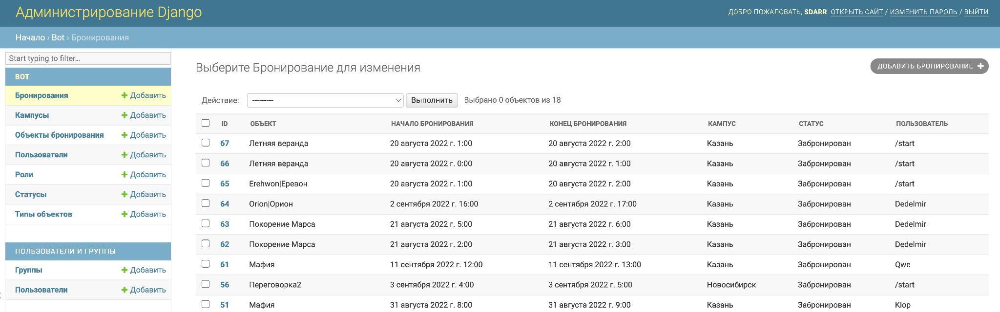 Администрирование Django
ДОБРО ПОЖАЛОВАТЬ, SDARR. ОТКРЫТЬ САЙТ / ИЗМЕНИТЬ ПАРОЛЬ / ВЫЙТИ
Начало › Bot › Бронирования
Start typing to filter...
BOT
Бронирования Добавить
Кампусы Добавить
Объекты бронирования Добавить
Пользователи Добавить
Роли Добавить
Статусы Добавить
Типы объектов Добавить
ПОЛЬЗОВАТЕЛИ И ГРУППЫ
Группы Добавить
Пользователи Добавить
Выберите Бронирование для изменения
ДОБАВИТЬ БРОНИРОВАНИЕ
Действие: --------- Выполнить Выбрано 0 объектов из 18
ID ОБЪЕКТ НАЧАЛО БРОНИРОВАНИЯ КОНЕЦ БРОНИРОВАНИЯ КАМПУС СТАТУС ПОЛЬЗОВАТЕЛЬ
67 Летняя веранда 20 августа 2022 г. 1:00 20 августа 2022 г. 2:00 Казань Забронирован /start
66 Летняя веранда 20 августа 2022 г. 0:00 20 августа 2022 г. 1:00 Казань Забронирован /start
65 Erehwon|Еревон 20 августа 2022 г. 1:00 20 августа 2022 г. 2:00 Казань Забронирован /start
64 Orion|Орион 2 сентября 2022 г. 16:00 2 сентября 2022 г. 17:00 Казань Забронирован Dedelmir
63 Покорение Марса 21 августа 2022 г. 5:00 21 августа 2022 г. 6:00 Казань Забронирован Dedelmir
62 Покорение Марса 21 августа 2022 г. 2:00 21 августа 2022 г. 3:00 Казань Забронирован Dedelmir
61 Мафия 11 сентября 2022 г. 12:00 11 сентября 2022 г. 13:00 Казань Забронирован Qwe
56 Переговорка2 3 сентября 2022 г. 4:00 3 сентября 2022 г. 5:00 Новосибирск Забронирован /start
51 Мафия 31 августа 2022 г. 8:00 31 августа 2022 г. 9:00 Казань Забронирован Klop